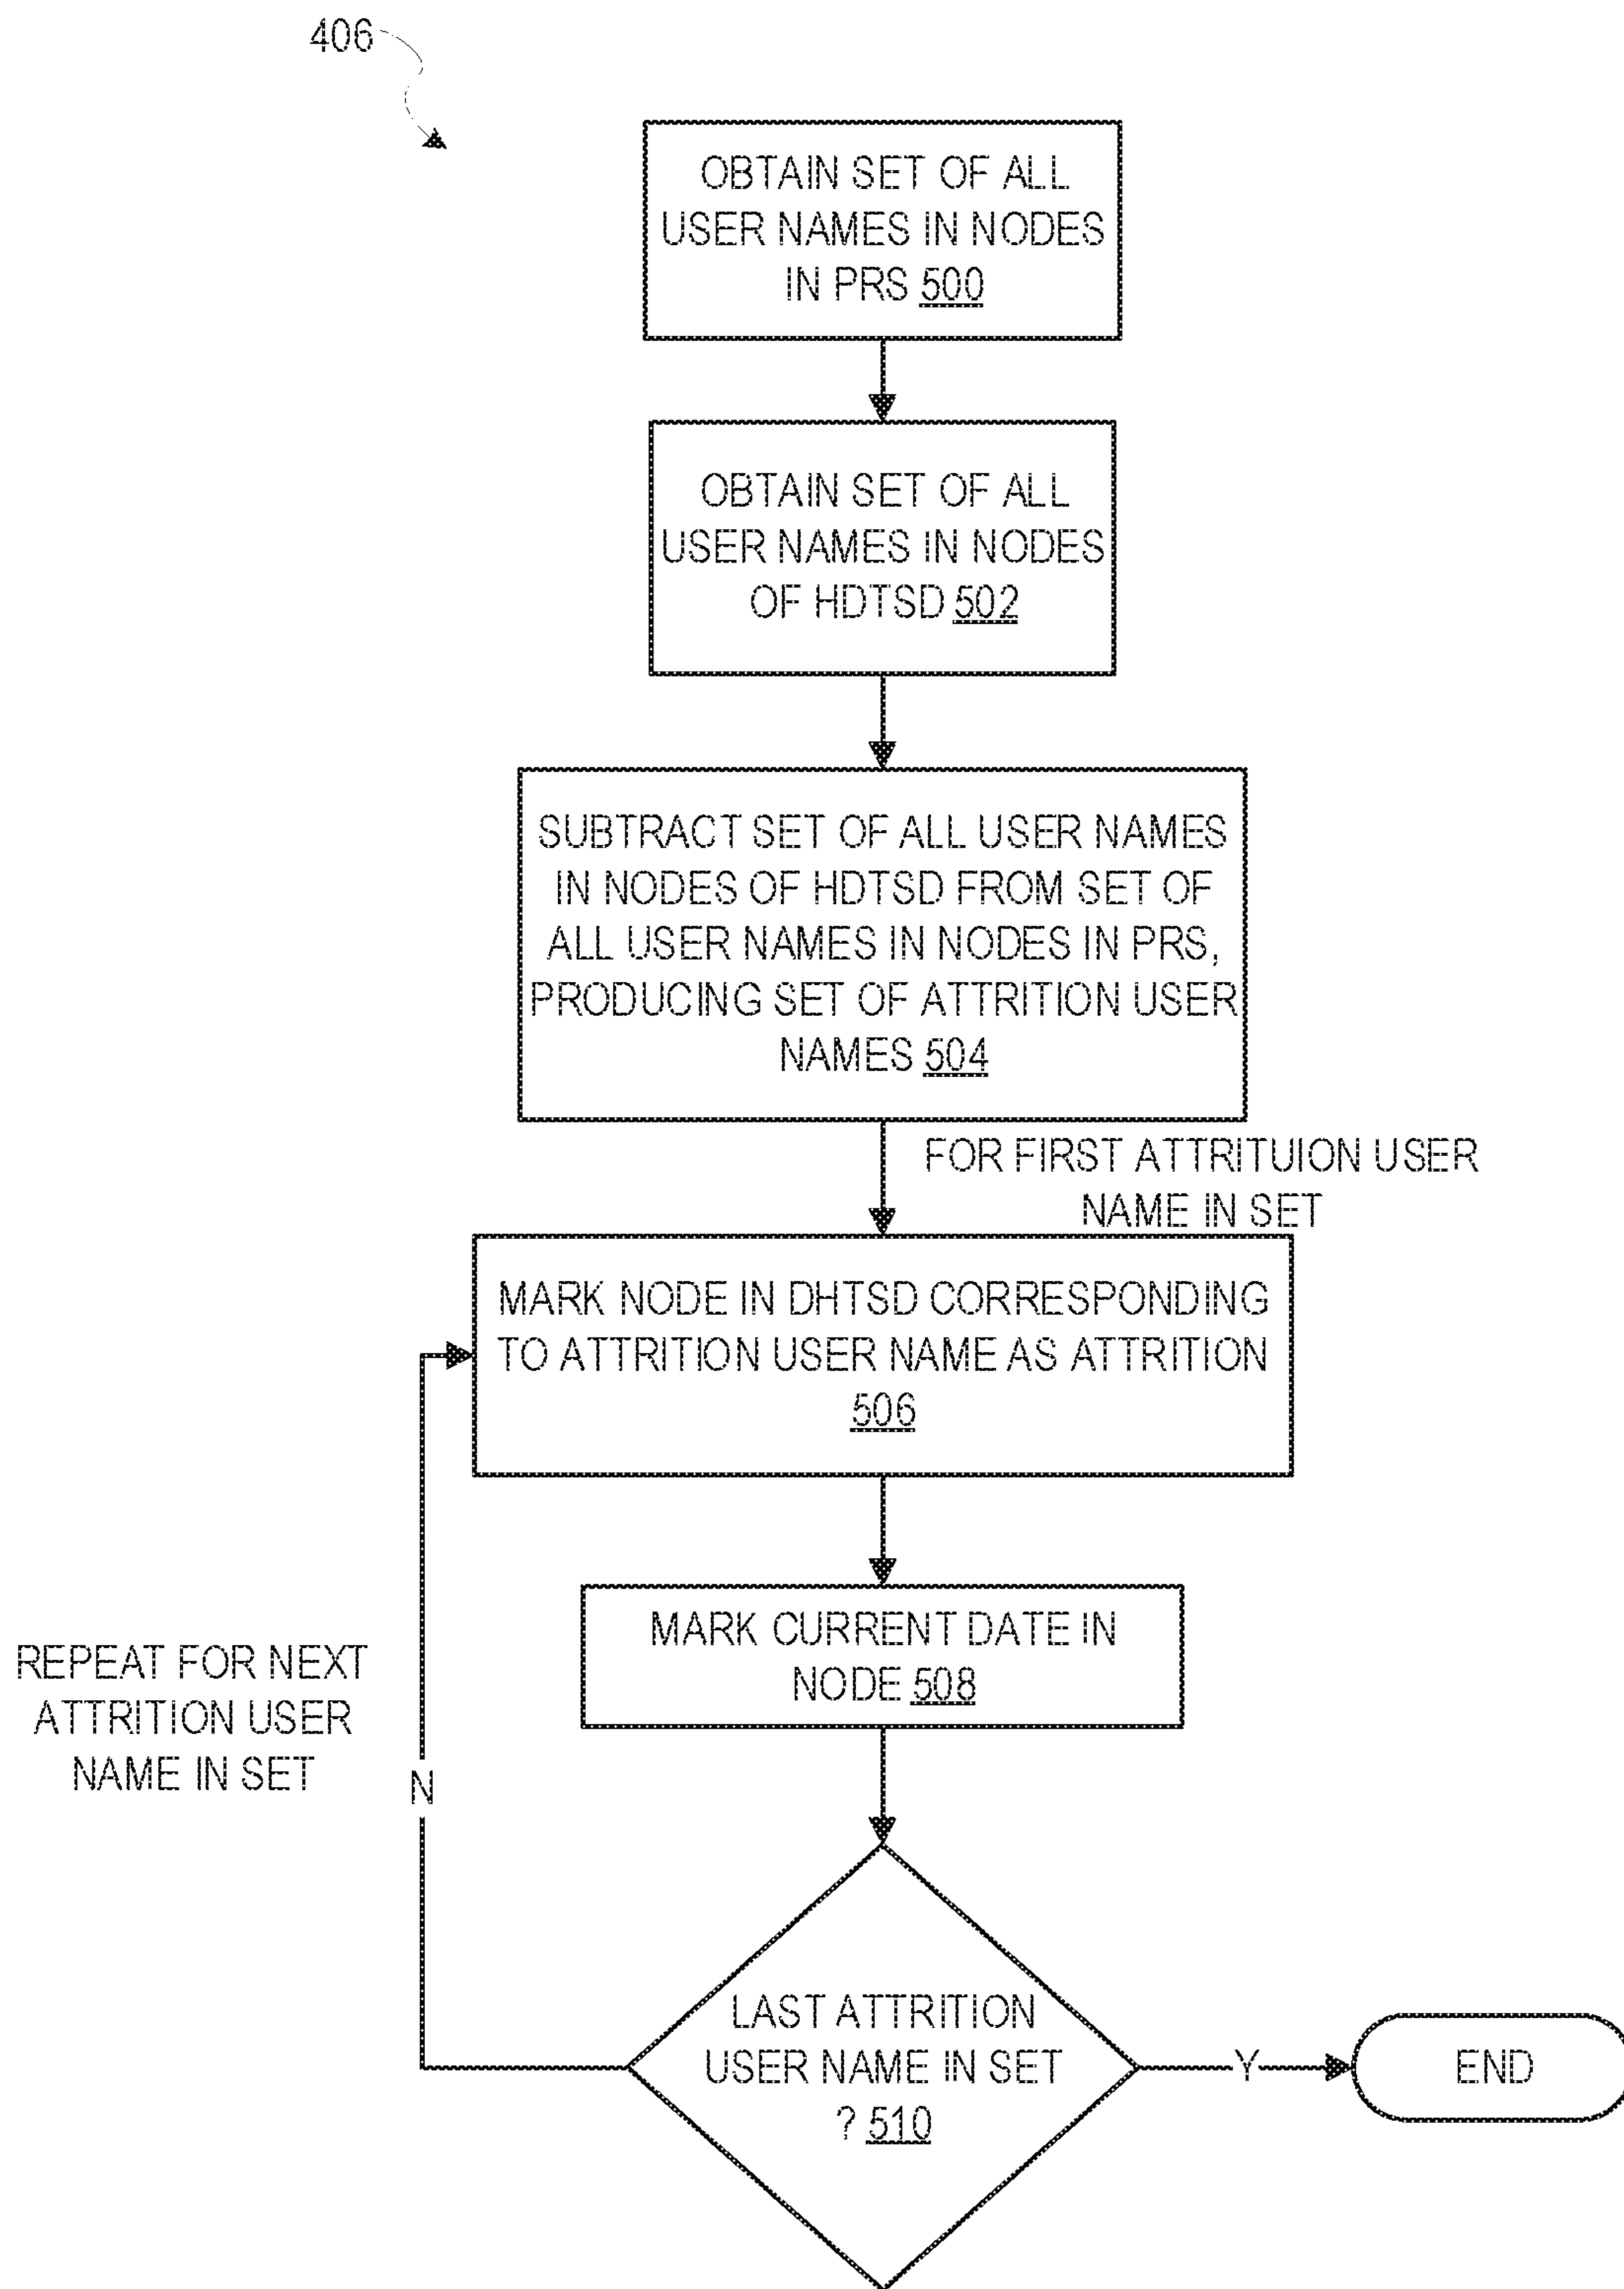 406
OBTAIN SET OF ALL
USER NAMES IN NODES
IN PRS 500
OBTAIN SET OF ALL
USER NAMES IN NODES
OF HDTSD 502
SUBTRACT SET OF ALL USER NAMES
IN NODES OF HDTSD FROM SET OF
ALL USER NAMES IN NODES IN PRS,
PRODUCING SET OF ATTRITION USER
NAMES 504
FOR FIRST ATTRITUION USER
NAME IN SET
MARK NODE IN DHTSD CORRESPONDING
TO ATTRITION USER NAME AS ATTRITION
506
MARK CURRENT DATE IN
NODE 508
REPEAT FOR NEXT
ATTRITION USER
NAME IN SET
N
LAST ATTRITION
USER NAME IN SET
? 510
Y
END